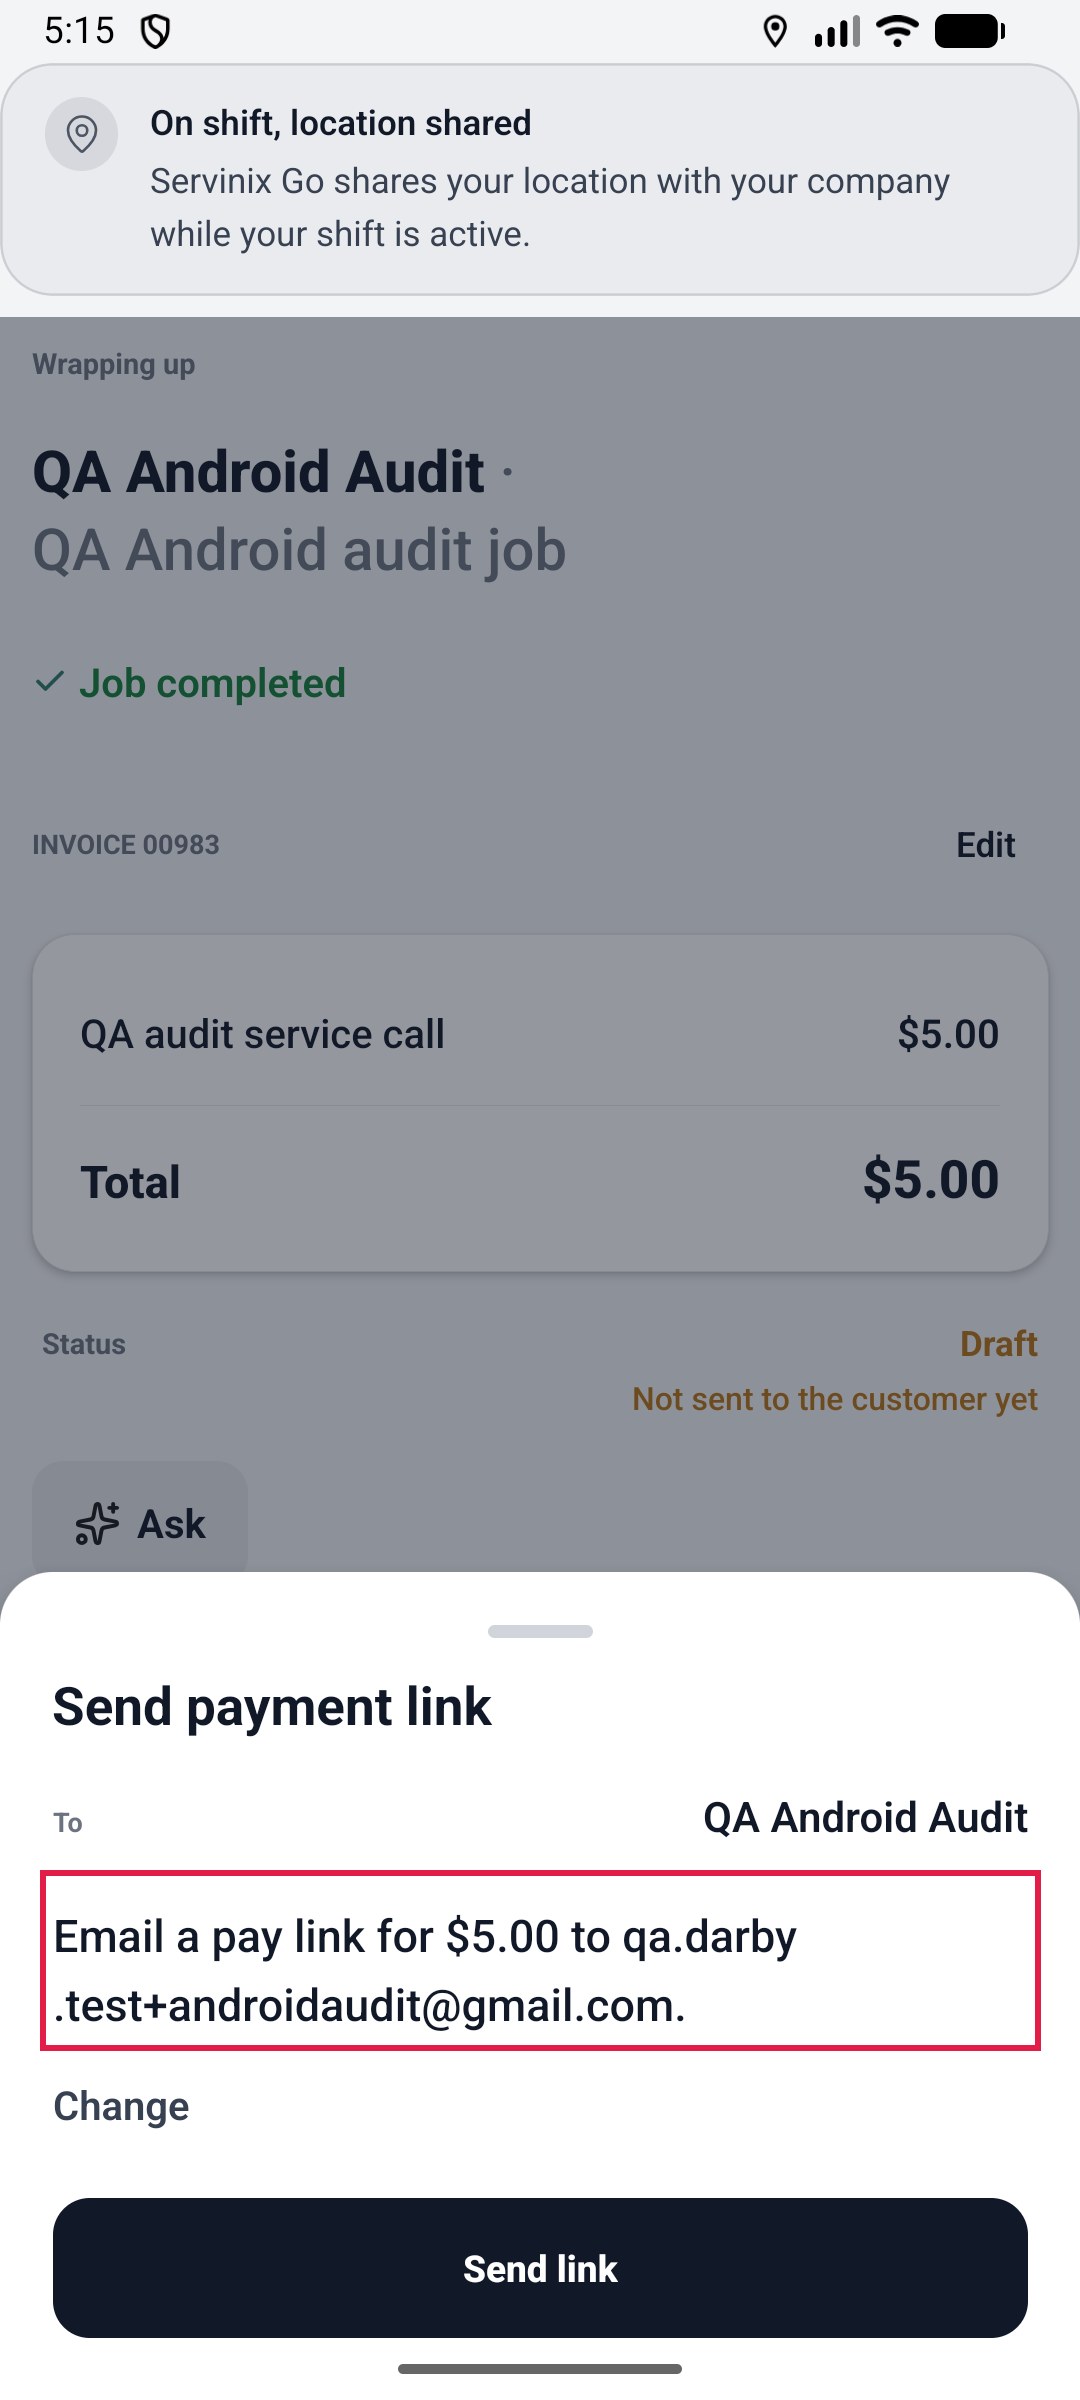 5:15
On shift, location shared
Servinix Go shares your location with your company
while your shift is active.
Wrapping up
QA Android Audit ·
QA Android audit job
Job completed
INVOICE 00983
Edit
QA audit service call $5.00
Total $5.00
Status Draft
Not sent to the customer yet
Ask
Send payment link
To QA Android Audit
Email a pay link for $5.00 to qa.darby
.test+androidaudit@gmail.com.
Change
Send link